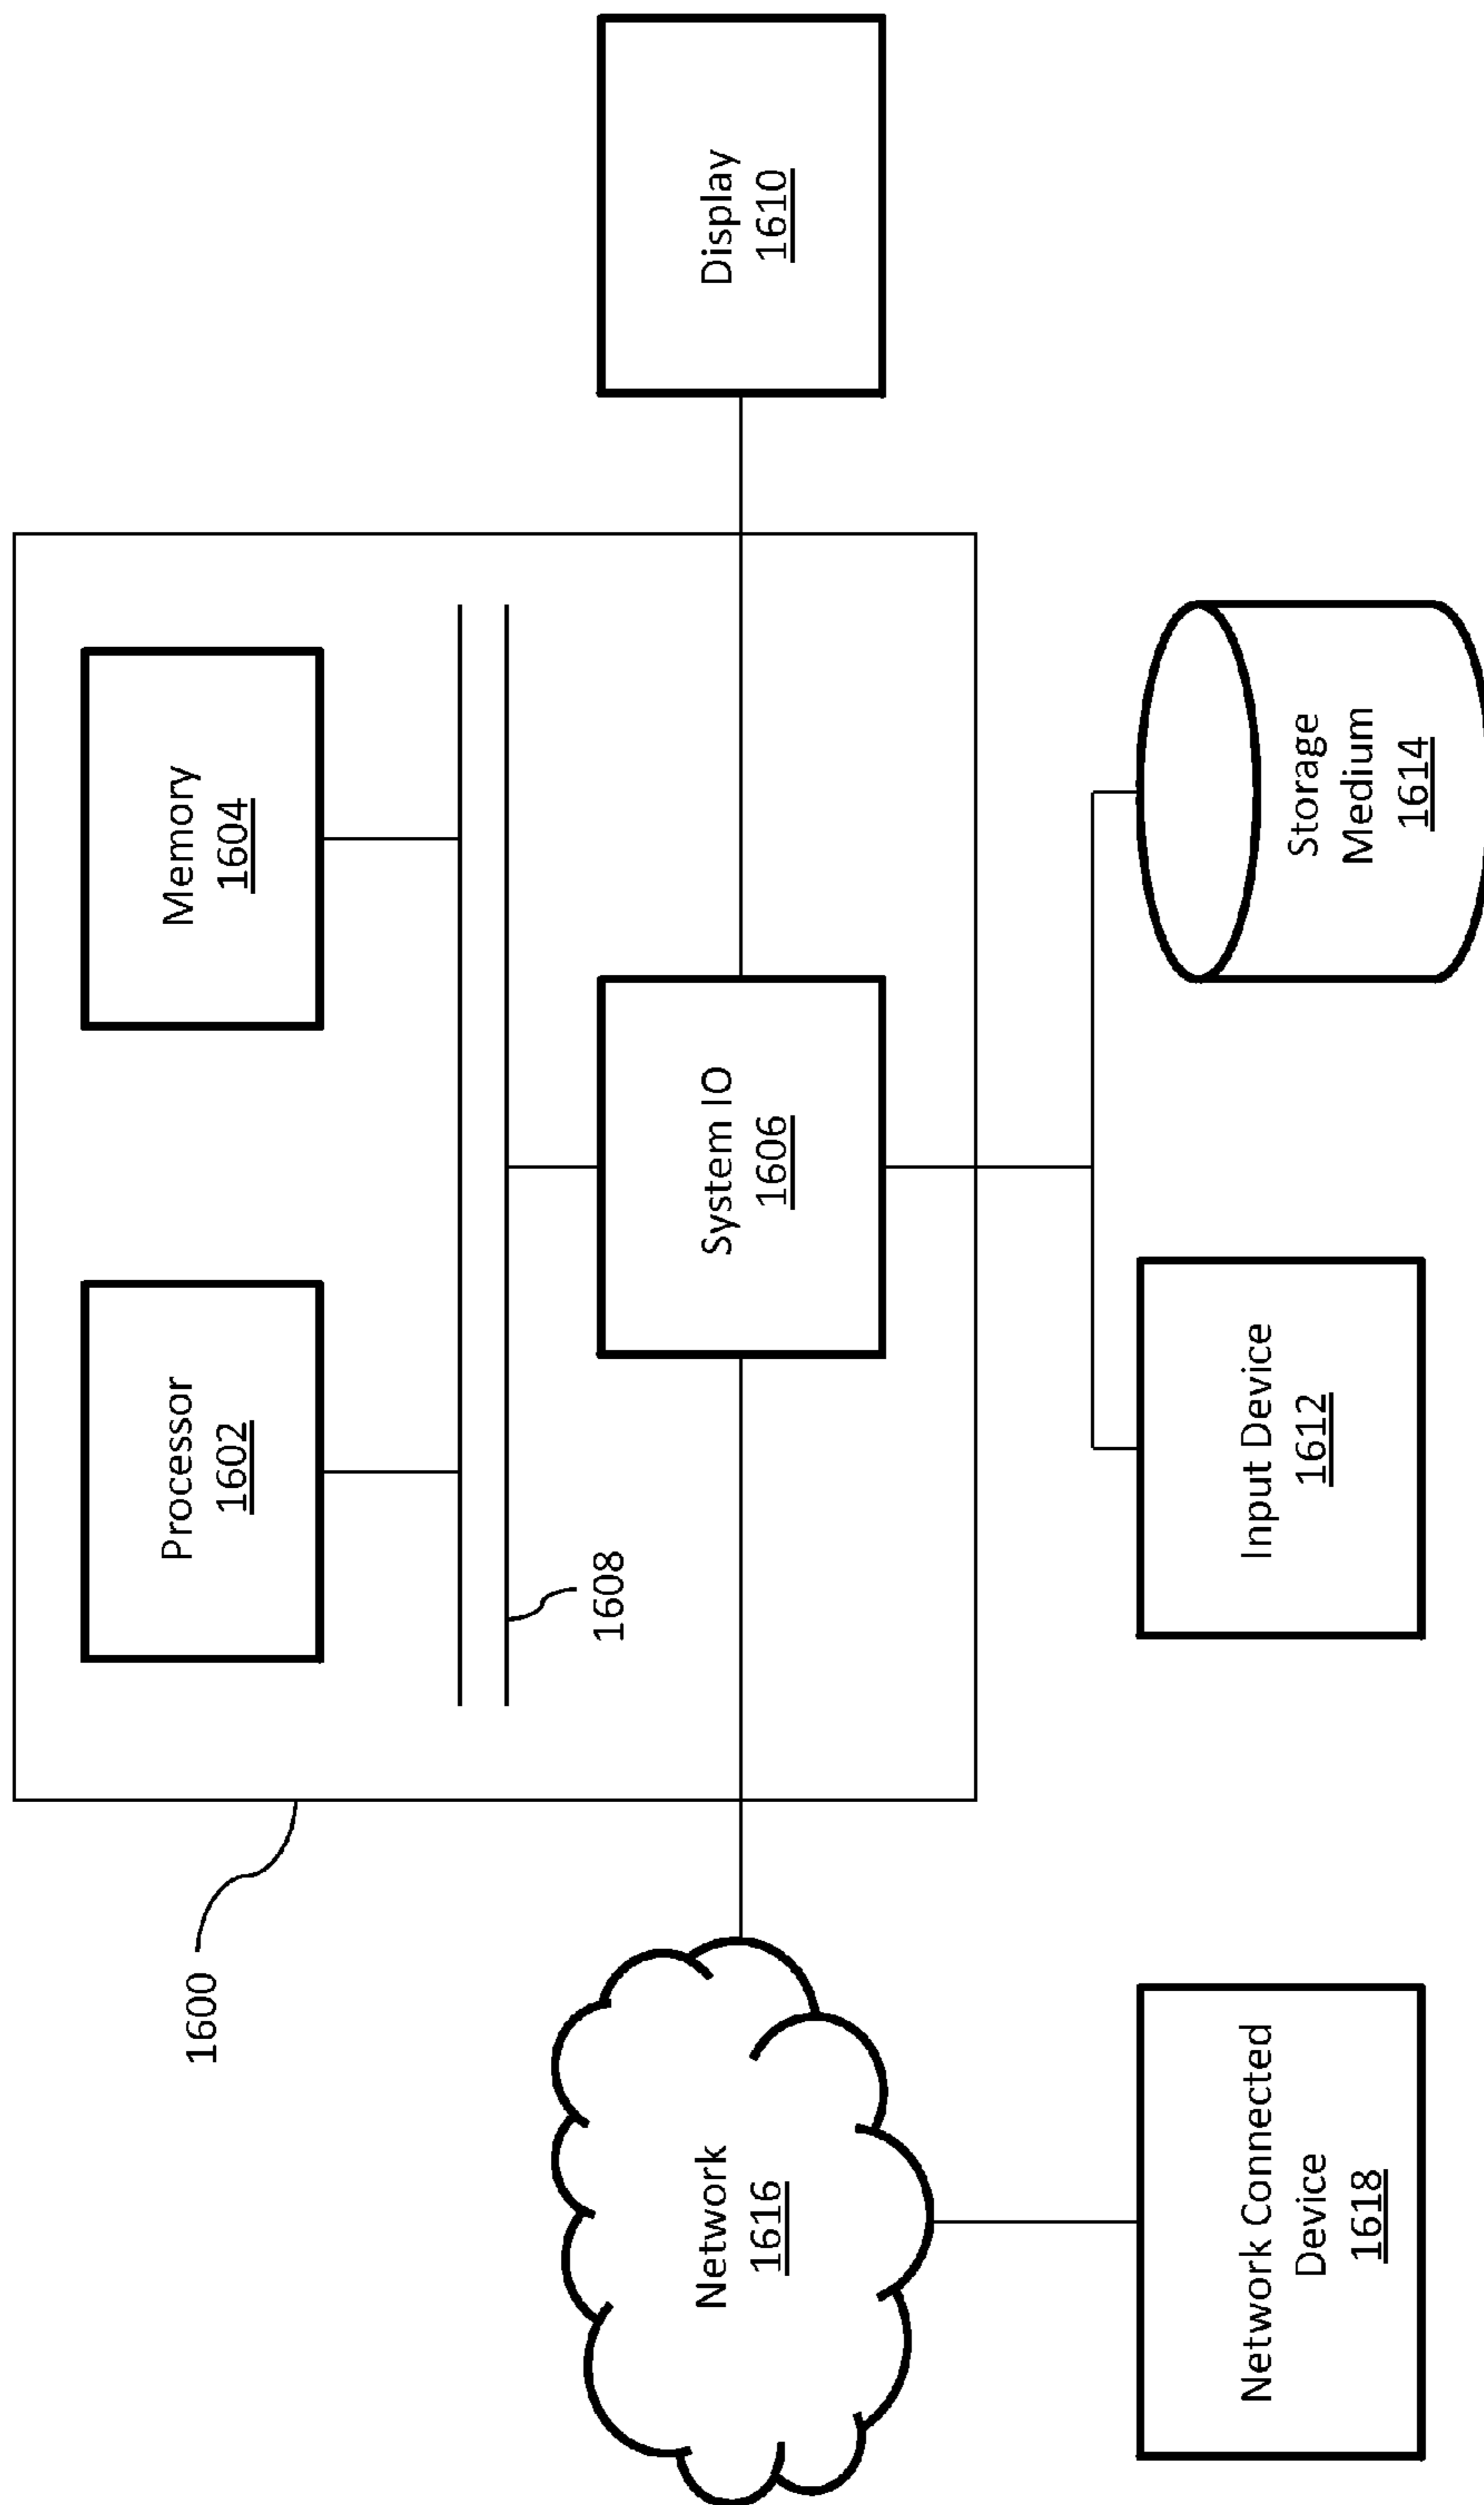 1600
Processor
1602
Memory
1604
1608
Network
1616
System IO
1606
Display
1610
Network Connected
Device
1618
Input Device
1612
Storage
Medium
1614